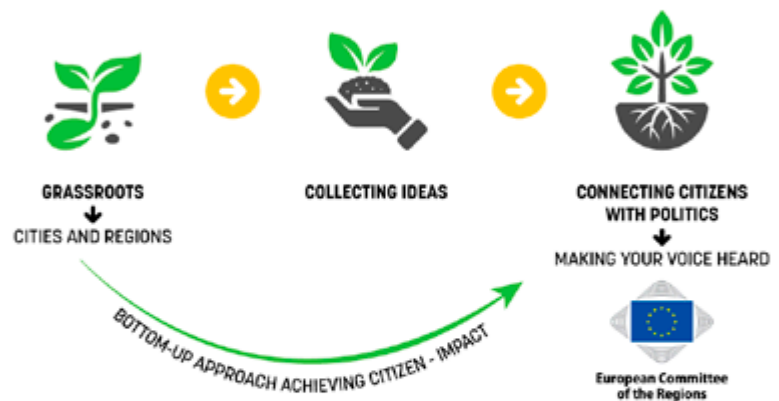 GRASSROOTS
CITIES AND REGIONS
COLLECTING IDEAS
CONNECTING CITIZENS
WITH POLITICS
MAKING YOUR VOICE HEARD
BOTTOM-UP APPROACH ACHIEVING CITIZEN - IMPACT
European Committee
of the Regions